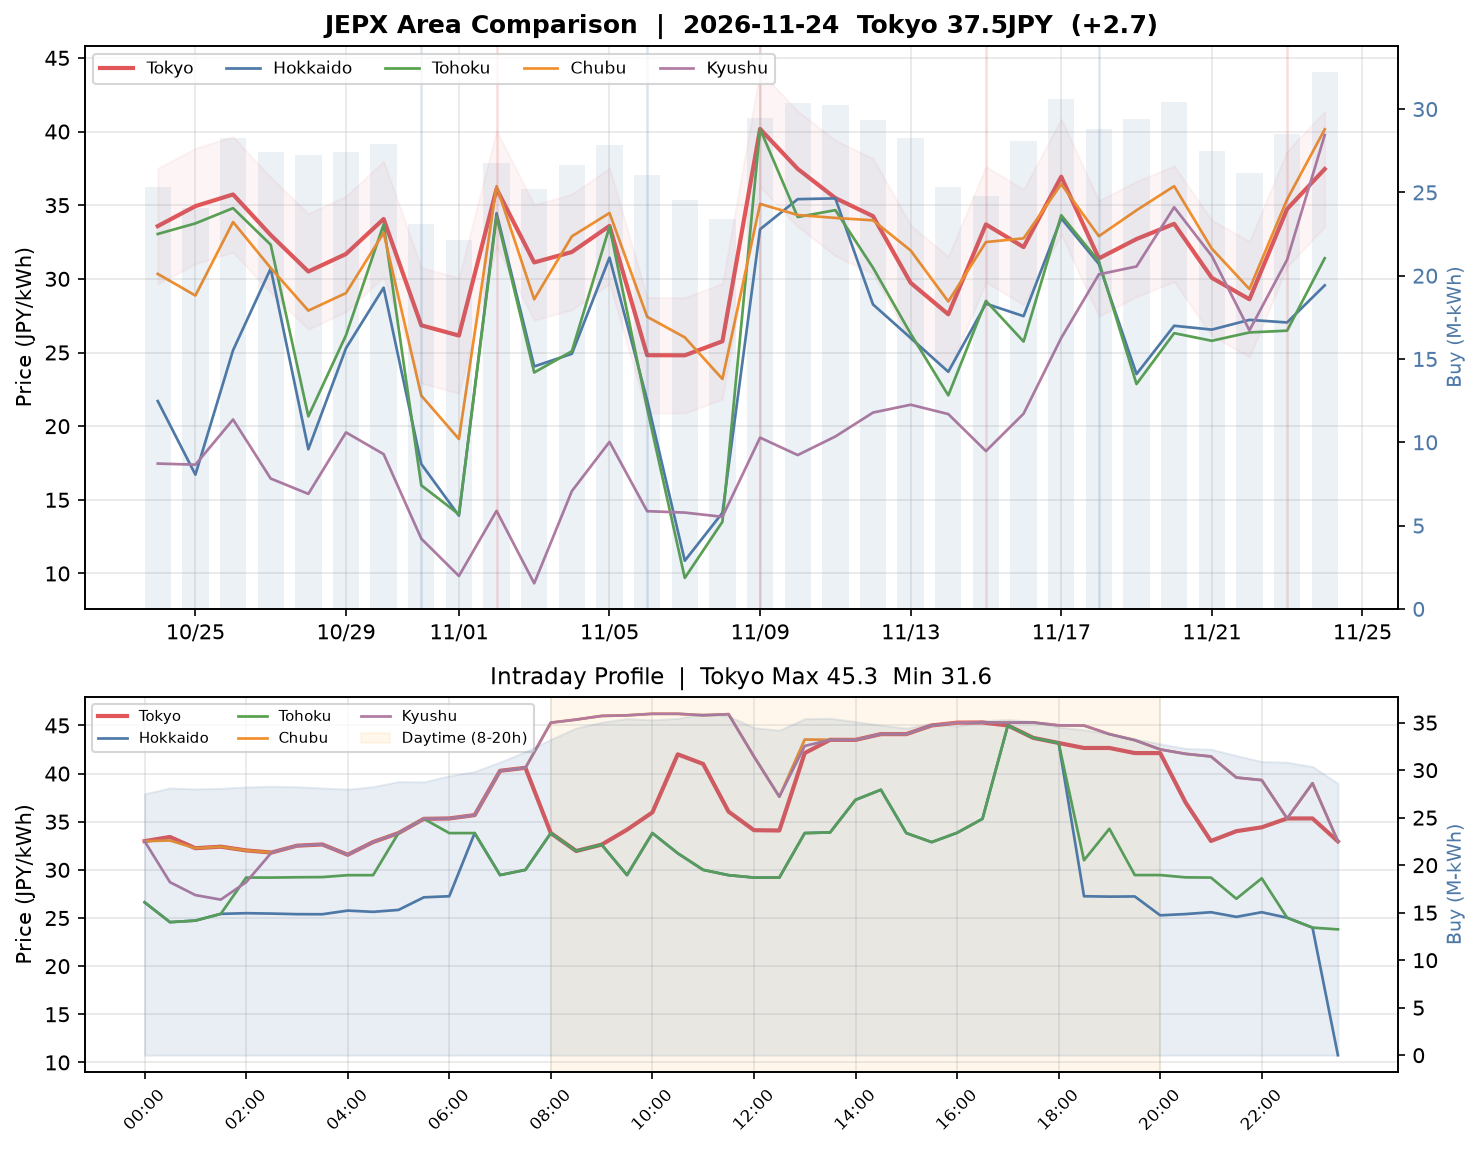 JEPX Area Comparison | 2026-11-24 Tokyo 37.5JPY (+2.7)
Tokyo Hokkaido Tohoku Chubu Kyushu
45
40
35
30
25
20
15
10
Price (JPY/kWh)
30
25
20
15
10
5
0
Buy (M-kWh)
10/25 10/29 11/01 11/05 11/09 11/13 11/17 11/21 11/25
Intraday Profile | Tokyo Max 45.3 Min 31.6
Tokyo Tohoku Kyushu
Hokkaido Chubu Daytime (8-20h)
45
40
35
30
25
20
15
10
Price (JPY/kWh)
35
30
25
20
15
10
5
0
Buy (M-kWh)
00:00 02:00 04:00 06:00 08:00 10:00 12:00 14:00 16:00 18:00 20:00 22:00